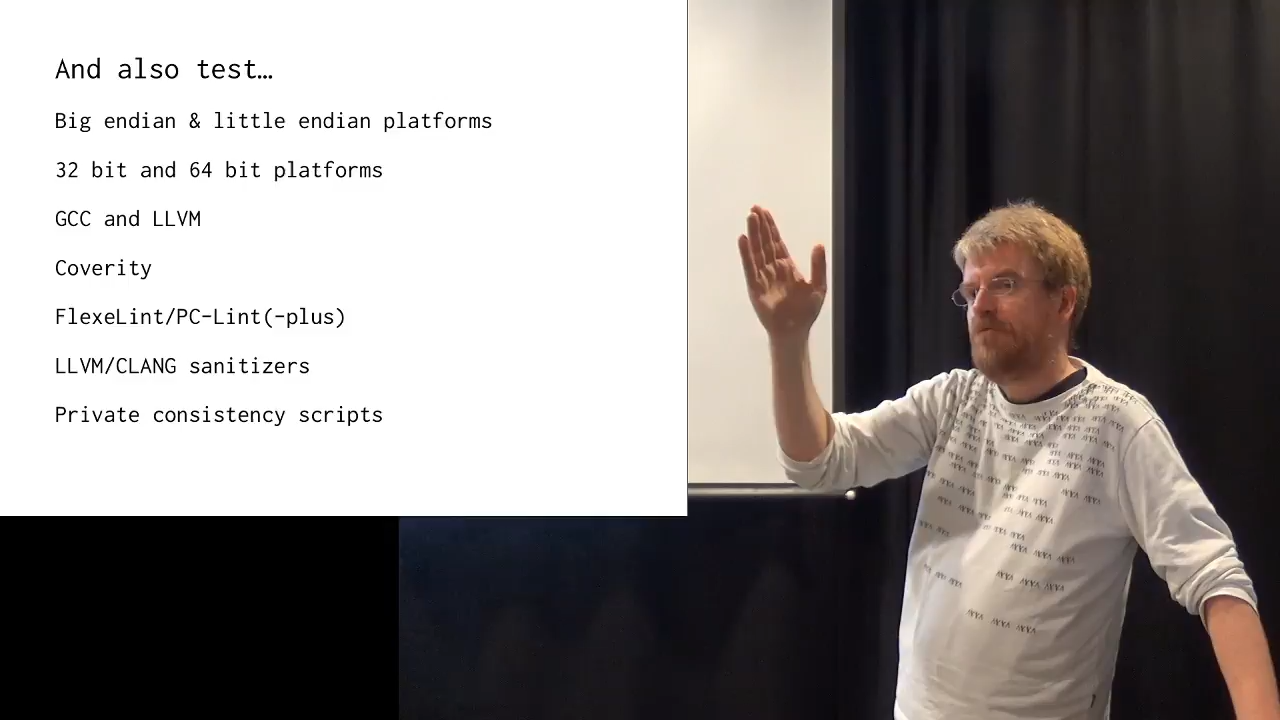 And also test…
Big endian & little endian platforms
32 bit and 64 bit platforms
GCC and LLVM
Coverity
FlexeLint/PC-Lint(-plus)
LLVM/CLANG sanitizers
Private consistency scripts